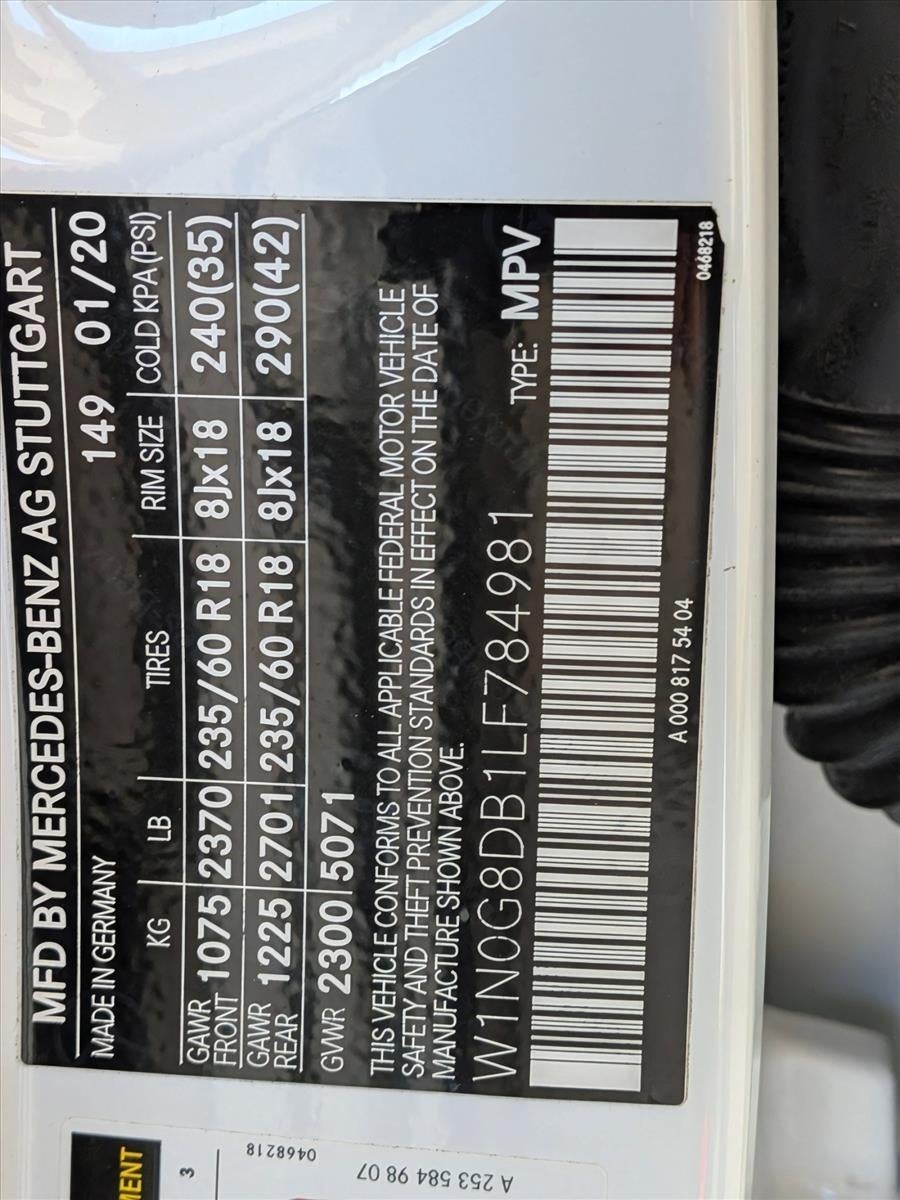 MFD BY MERCEDES-BENZ AG STUTTGART
MADE IN GERMANY 149 01/20
KG LB TIRES RIM SIZE COLD KPA (PSI)
GAWR FRONT 1075 2370 235/60 R18 8Jx18 240(35)
GAWR REAR 1225 2701 235/60 R18 8Jx18 290(42)
GVWR 2300 5071
THIS VEHICLE CONFORMS TO ALL APPLICABLE FEDERAL MOTOR VEHICLE
SAFETY AND THEFT PREVENTION STANDARDS IN EFFECT ON THE DATE OF
MANUFACTURE SHOWN ABOVE.
W1N0G8DB1LF784981 TYPE: MPV
A 000 817 54 04 0468218
MENT
3
0468218
A 253 584 98 07